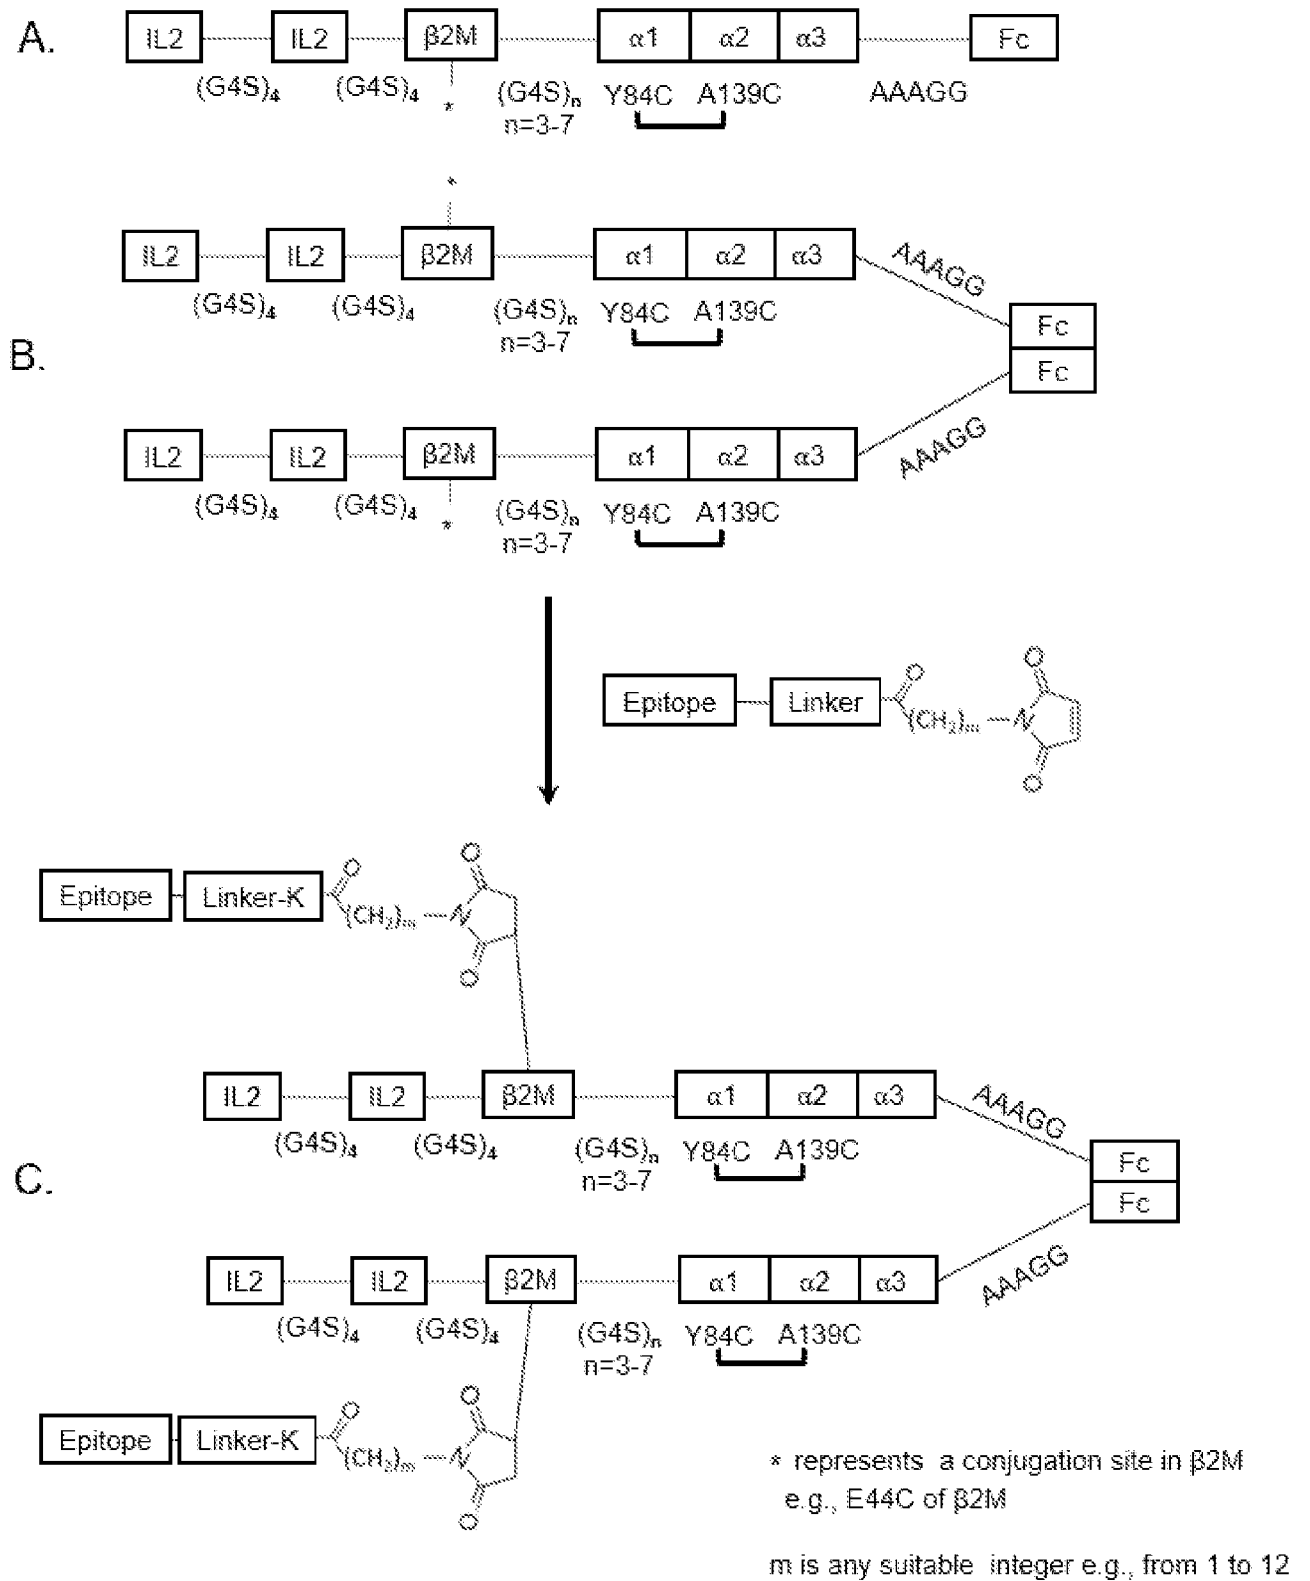 A.
IL2 IL2 β2M α1 α2 α3 Fc
(G4S)₄ (G4S)₄ * (G4S)ₙ Y84C A139C AAAGG
n=3-7
*
IL2 IL2 β2M α1 α2 α3 AAAGG
(G4S)₄ (G4S)₄ (G4S)ₙ Y84C A139C Fc
n=3-7
B.
Fc
IL2 IL2 β2M α1 α2 α3 AAAGG
(G4S)₄ (G4S)₄ * (G4S)ₙ Y84C A139C
n=3-7
Epitope Linker O (CH₂)ₘ N O O
Epitope Linker-K O (CH₂)ₘ N O O
IL2 IL2 β2M α1 α2 α3 AAAGG
(G4S)₄ (G4S)₄ (G4S)ₙ Y84C A139C Fc
n=3-7
C.
Fc
IL2 IL2 β2M α1 α2 α3 AAAGG
(G4S)₄ (G4S)₄ (G4S)ₙ Y84C A139C
n=3-7
Epitope Linker-K O (CH₂)ₘ N O O
* represents a conjugation site in β2M
e.g., E44C of β2M
m is any suitable integer e.g., from 1 to 12